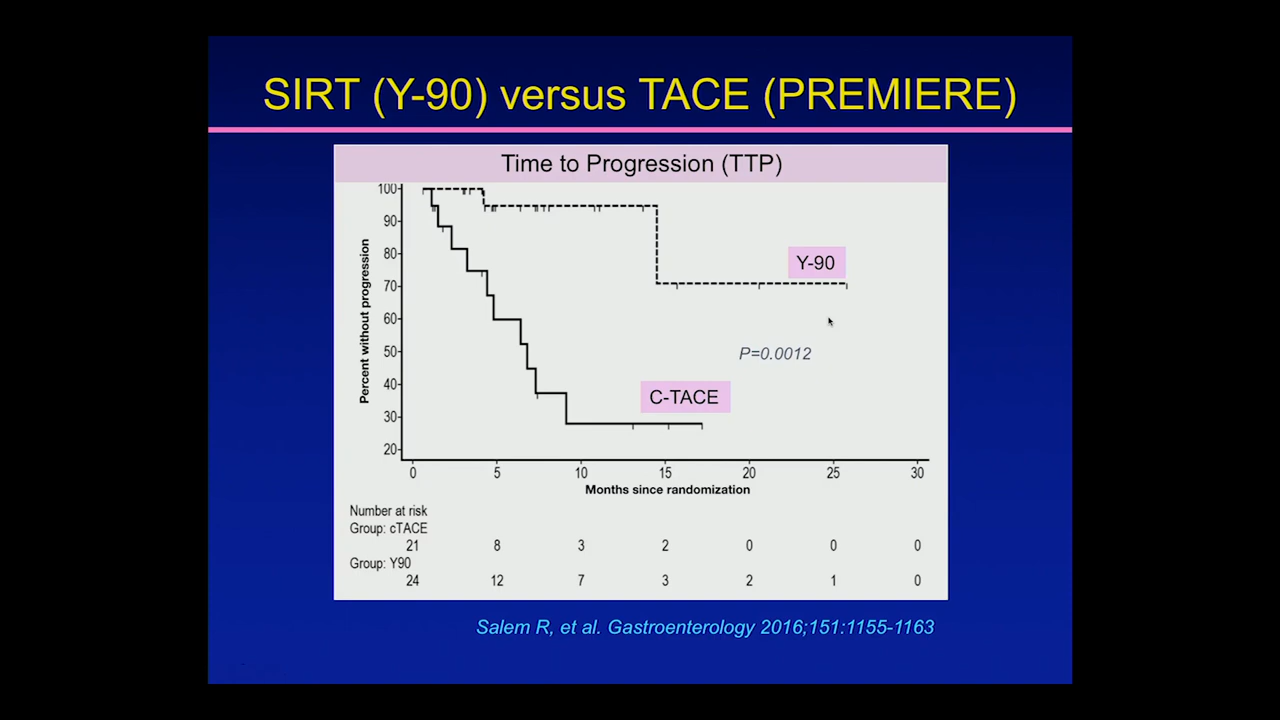 SIRT (Y-90) versus TACE (PREMIERE)
Time to Progression (TTP)
100
90
80
70
60
50
40
30
20
Percent without progression
Y-90
P=0.0012
C-TACE
0 5 10 15 20 25 30
Months since randomization
Number at risk
Group: cTACE
21 8 3 2 0 0 0
Group: Y90
24 12 7 3 2 1 0
Salem R, et al. Gastroenterology 2016;151:1155-1163